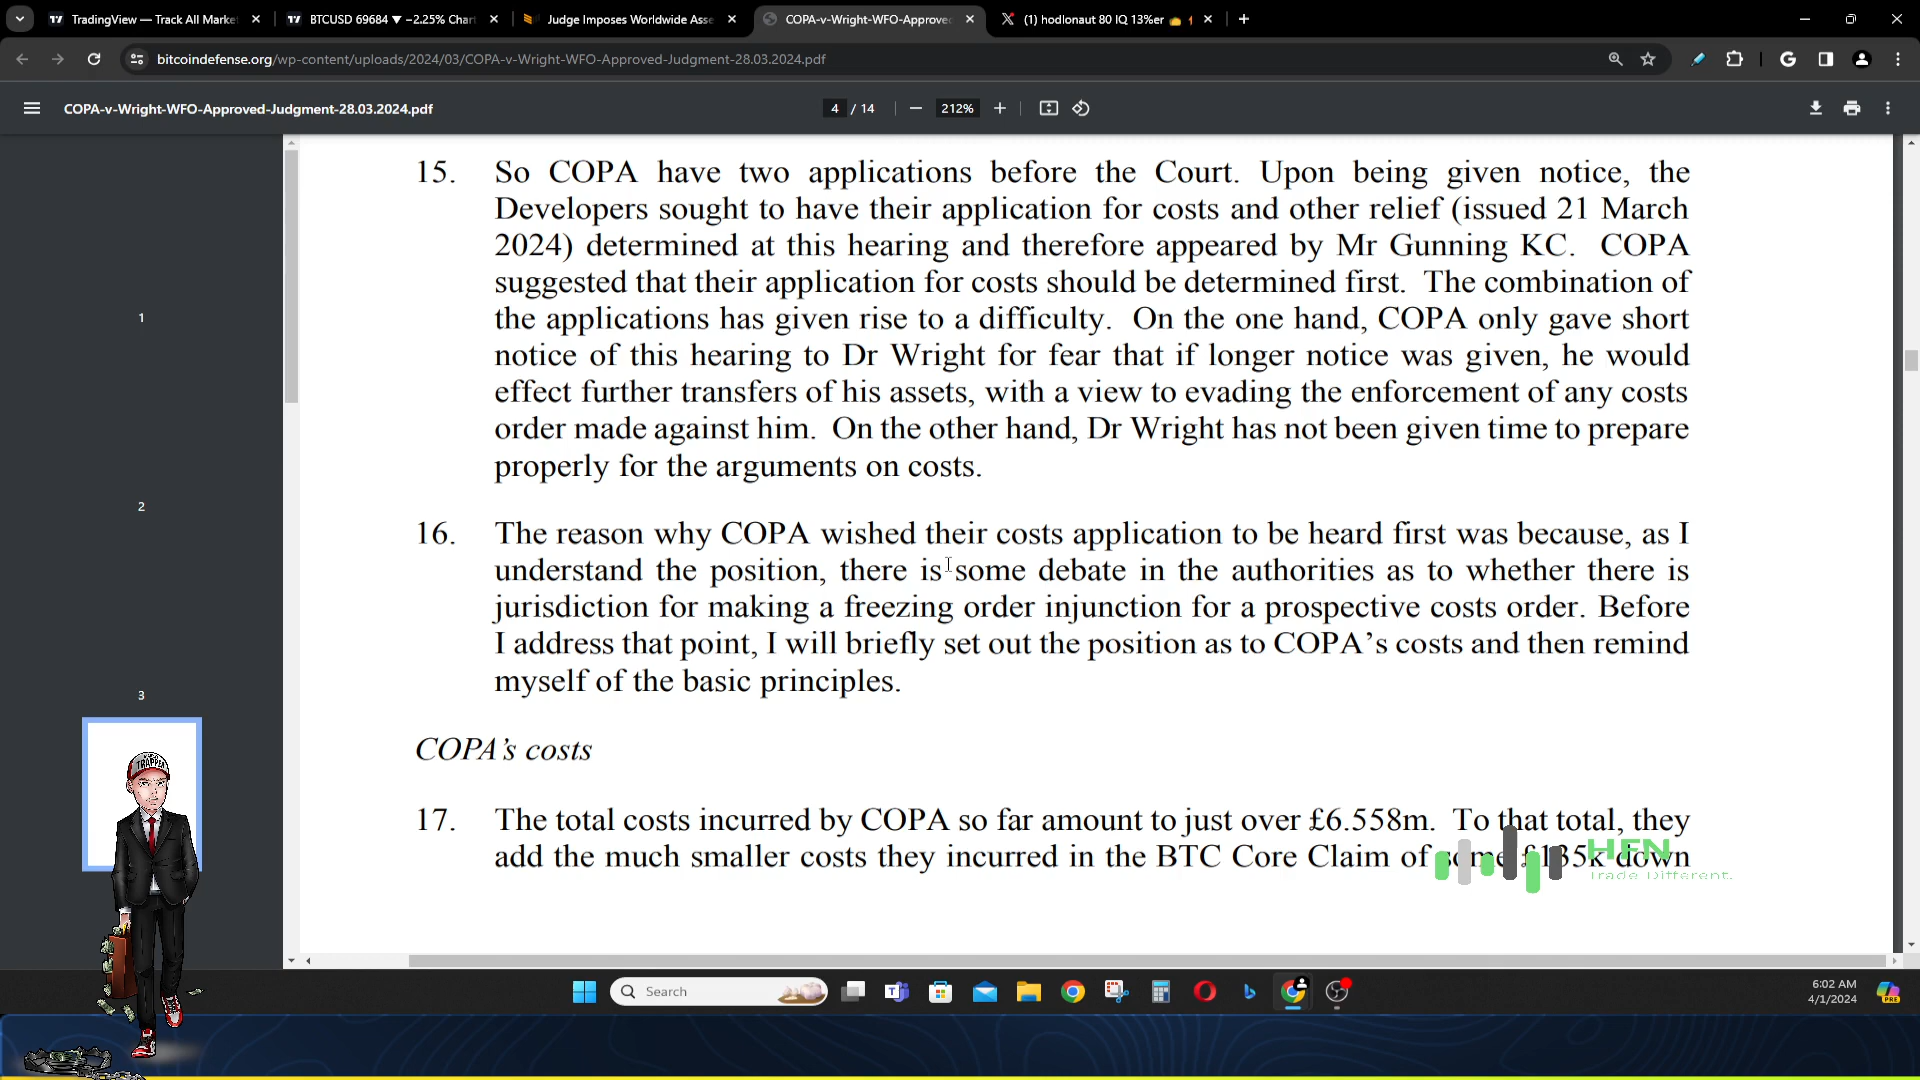 TradingView — Track All Marke
BTCUSD 69684 ▼ −2.25% Char
Judge Imposes Worldwide Asse
COPA-v-Wright-WFO-Approved
(1) hodlonaut 80 IQ 13%er
bitcoindefense.org/wp-content/uploads/2024/03/COPA-v-Wright-WFO-Approved-Judgment-28.03.2024.pdf
COPA-v-Wright-WFO-Approved-Judgment-28.03.2024.pdf
4 / 14
212%
1
2
3
15. So COPA have two applications before the Court. Upon being given notice, the
Developers sought to have their application for costs and other relief (issued 21 March
2024) determined at this hearing and therefore appeared by Mr Gunning KC. COPA
suggested that their application for costs should be determined first. The combination of
the applications has given rise to a difficulty. On the one hand, COPA only gave short
notice of this hearing to Dr Wright for fear that if longer notice was given, he would
effect further transfers of his assets, with a view to evading the enforcement of any costs
order made against him. On the other hand, Dr Wright has not been given time to prepare
properly for the arguments on costs.
16. The reason why COPA wished their costs application to be heard first was because, as I
understand the position, there is some debate in the authorities as to whether there is
jurisdiction for making a freezing order injunction for a prospective costs order. Before
I address that point, I will briefly set out the position as to COPA's costs and then remind
myself of the basic principles.
COPA's costs
17. The total costs incurred by COPA so far amount to just over £6.558m. To that total, they
add the much smaller costs they incurred in the BTC Core Claim of some £135k down
HFN
Trade Different.
TRAPPER
Search
6:02 AM
4/1/2024
PRE